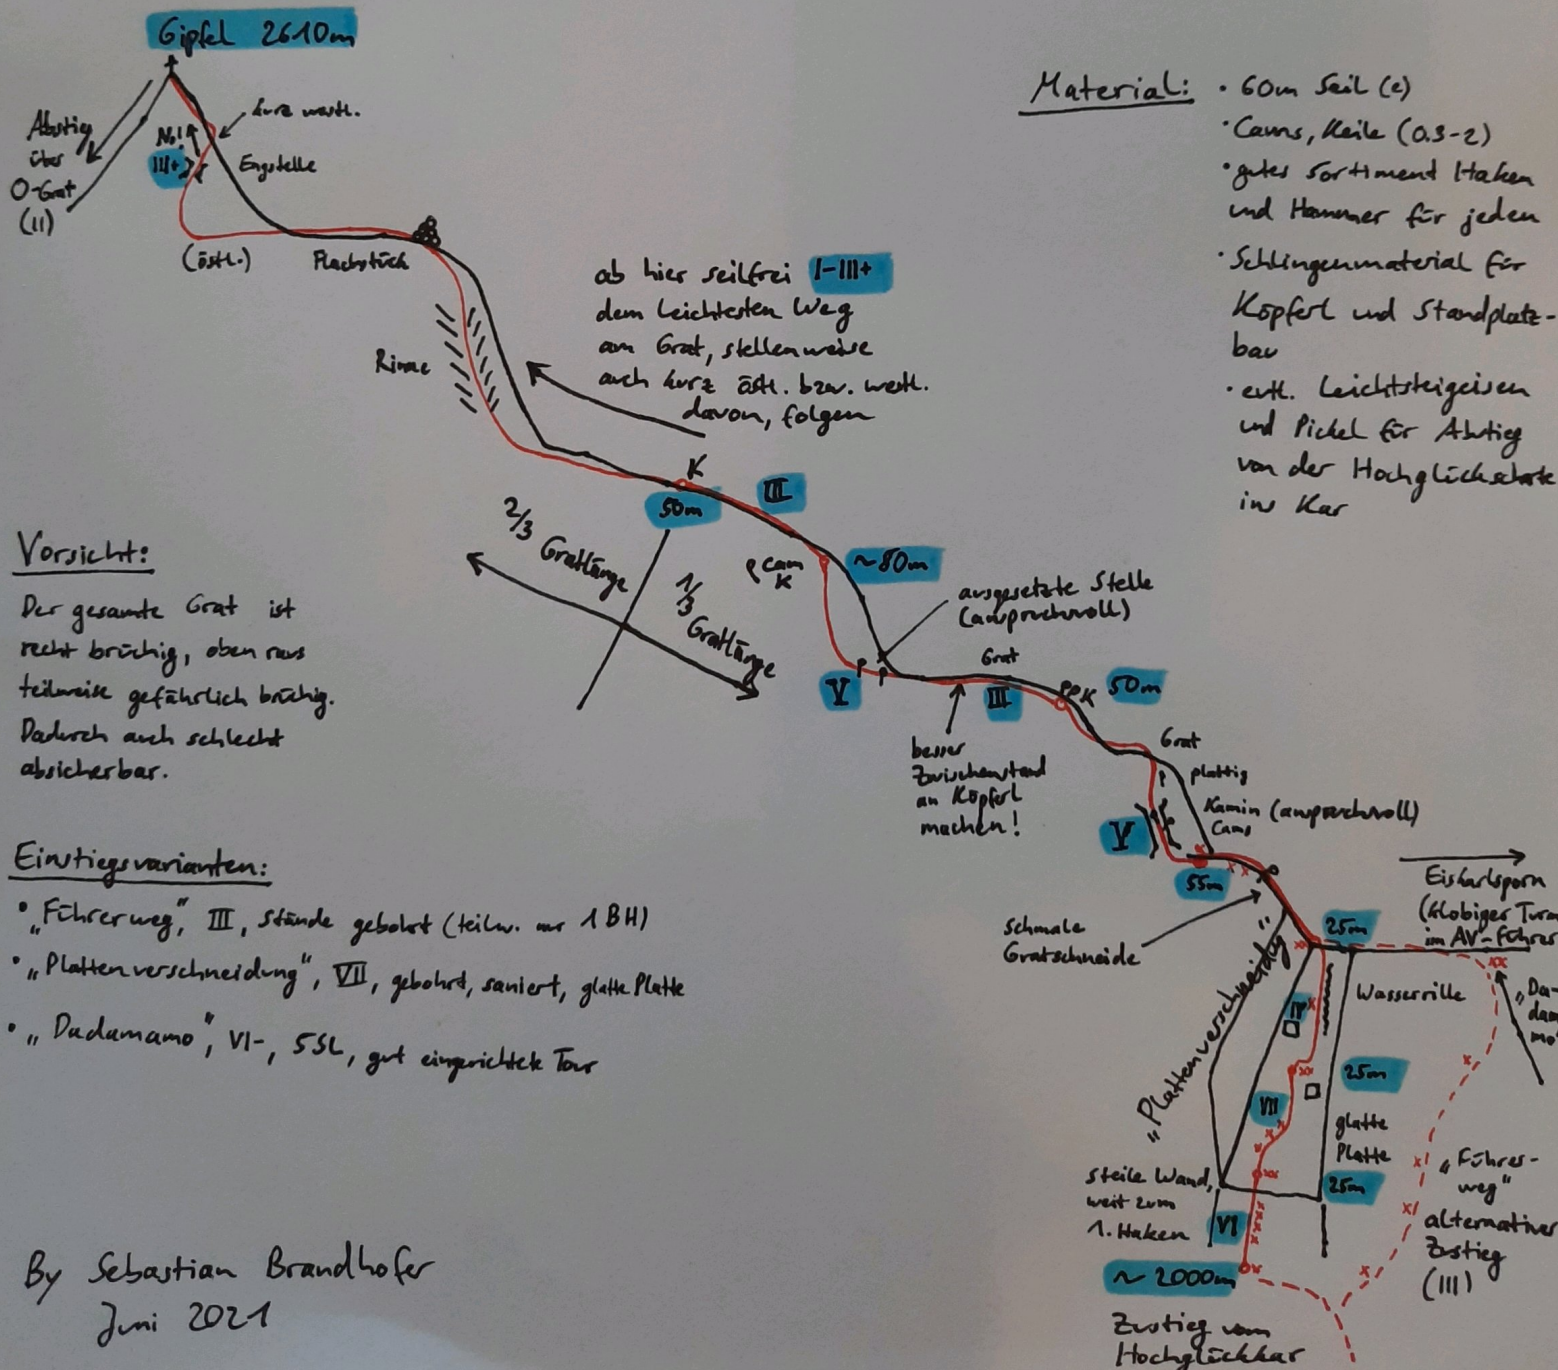 Gipfel 2610m
Abstieg
über
O-Grat
(II)
kurz westl.
No!
III+
Engstelle
(östl.)
Flachstück
Rinne
ab hier seilfrei I-III+
dem leichtesten Weg
am Grat, stellenweise
auch kurz östl. bzw. westl.
davon, folgen
Material:
• 60m Seil (e)
• Cams, Keile (0.3-2)
• gutes Sortiment Haken
und Hammer für jeden
• Schlingenmaterial für
Köpferl und Standplatz-
bau
• evtl. Leichtsteigeisen
und Pickel für Abstieg
von der Hochglückscharte
ins Kar
K
50m
III
2/3 Gratlänge
1/3 Gratlänge
cam
K
~80m
ausgesetzte Stelle
(anspruchsvoll)
V
Grat
III
K
50m
besser
Zwischenstand
an Köpferl
machen!
Grat
plattig
Kamin (anspruchsvoll)
Cams
V
55m
Schmale
Gratschneide
Eiskarlsporn
(klobiger Turm
im AV-Führer
25m
Wasserrille
"Da-
dama
mo"
"Plattenverschneidung"
IV
25m
VII
glatte
Platte
25m
"Führer-
weg"
alternativer
Zustieg
(III)
steile Wand,
weit zum
1. Haken
VI
~ 2000m
Zustieg vom
Hochglückkar
Vorsicht:
Der gesamte Grat ist
recht brüchig, oben raus
teilweise gefährlich brüchig.
Dadurch auch schlecht
absicherbar.
Einstiegsvarianten:
• „Führerweg", III, Stände gebohrt (teilw. nur 1 BH)
• „Plattenverschneidung", VII, gebohrt, saniert, glatte Platte
• „Dadamamo", VI-, 5SL, gut eingerichtete Tour
By Sebastian Brandhofer
Juni 2021